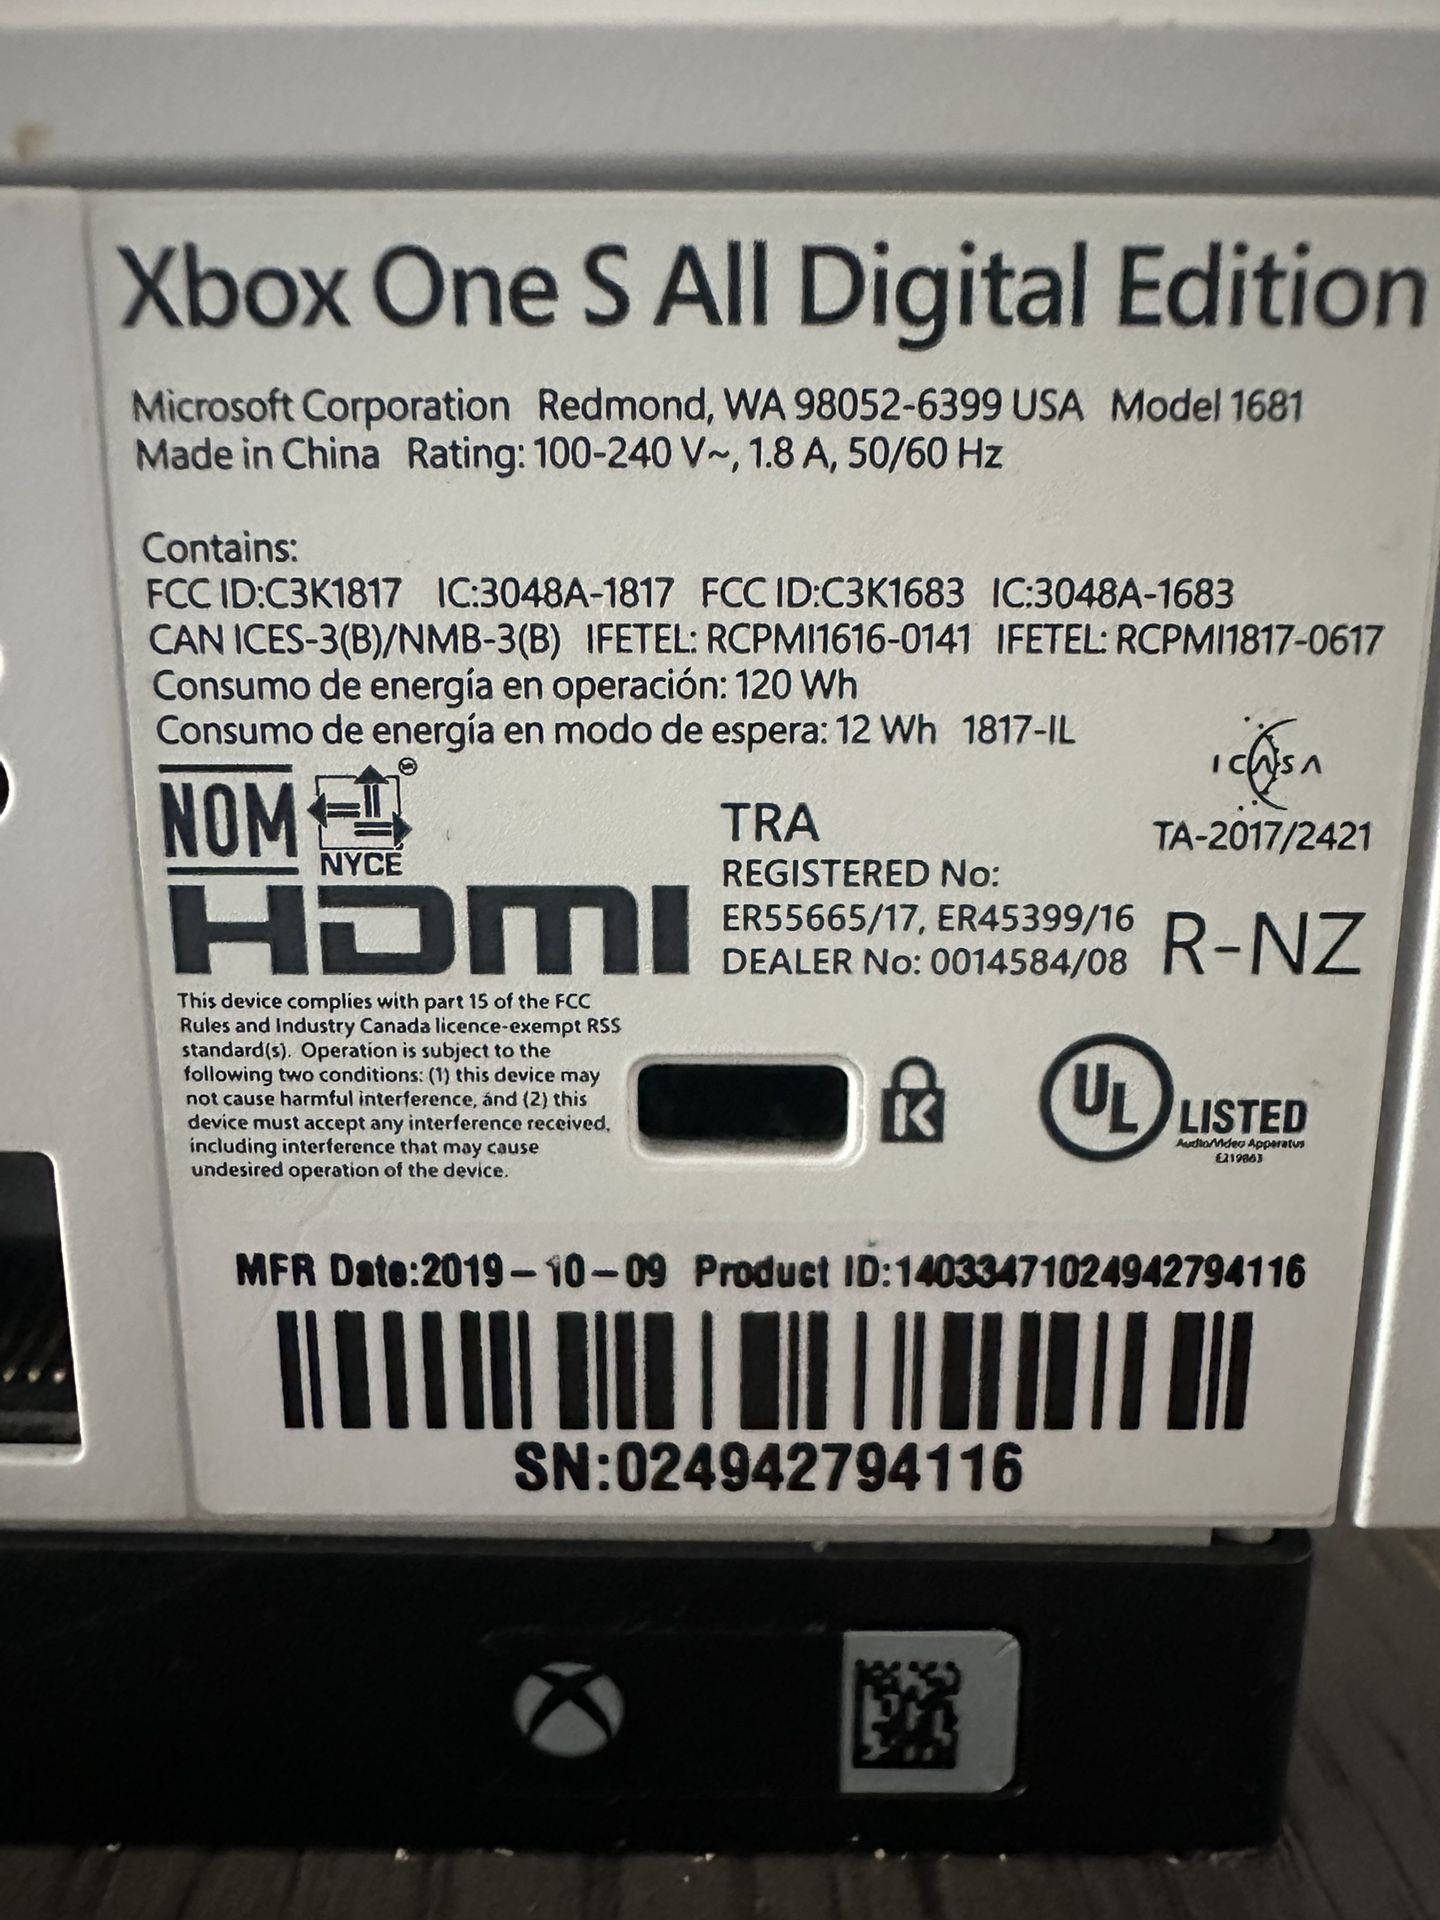 Xbox One S All Digital Edition
Microsoft Corporation Redmond, WA 98052-6399 USA Model 1681
Made in China Rating: 100-240 V~, 1.8 A, 50/60 Hz
Contains:
FCC ID:C3K1817 IC:3048A-1817 FCC ID:C3K1683 IC:3048A-1683
CAN ICES-3(B)/NMB-3(B) IFETEL: RCPMI1616-0141 IFETEL: RCPMI1817-0617
Consumo de energía en operación: 120 Wh
Consumo de energía en modo de espera: 12 Wh 1817-IL
ICASA
TA-2017/2421
NOM
NYCE
HDMI
TRA
REGISTERED No:
ER55665/17, ER45399/16
DEALER No: 0014584/08
R-NZ
This device complies with part 15 of the FCC
Rules and Industry Canada licence-exempt RSS
standard(s). Operation is subject to the
following two conditions: (1) this device may
not cause harmful interference, and (2) this
device must accept any interference received,
including interference that may cause
undesired operation of the device.
K
UL LISTED
Audio/Video Apparatus
E219863
MFR Date:2019-10-09 Product ID:14033471024942794116
SN:024942794116